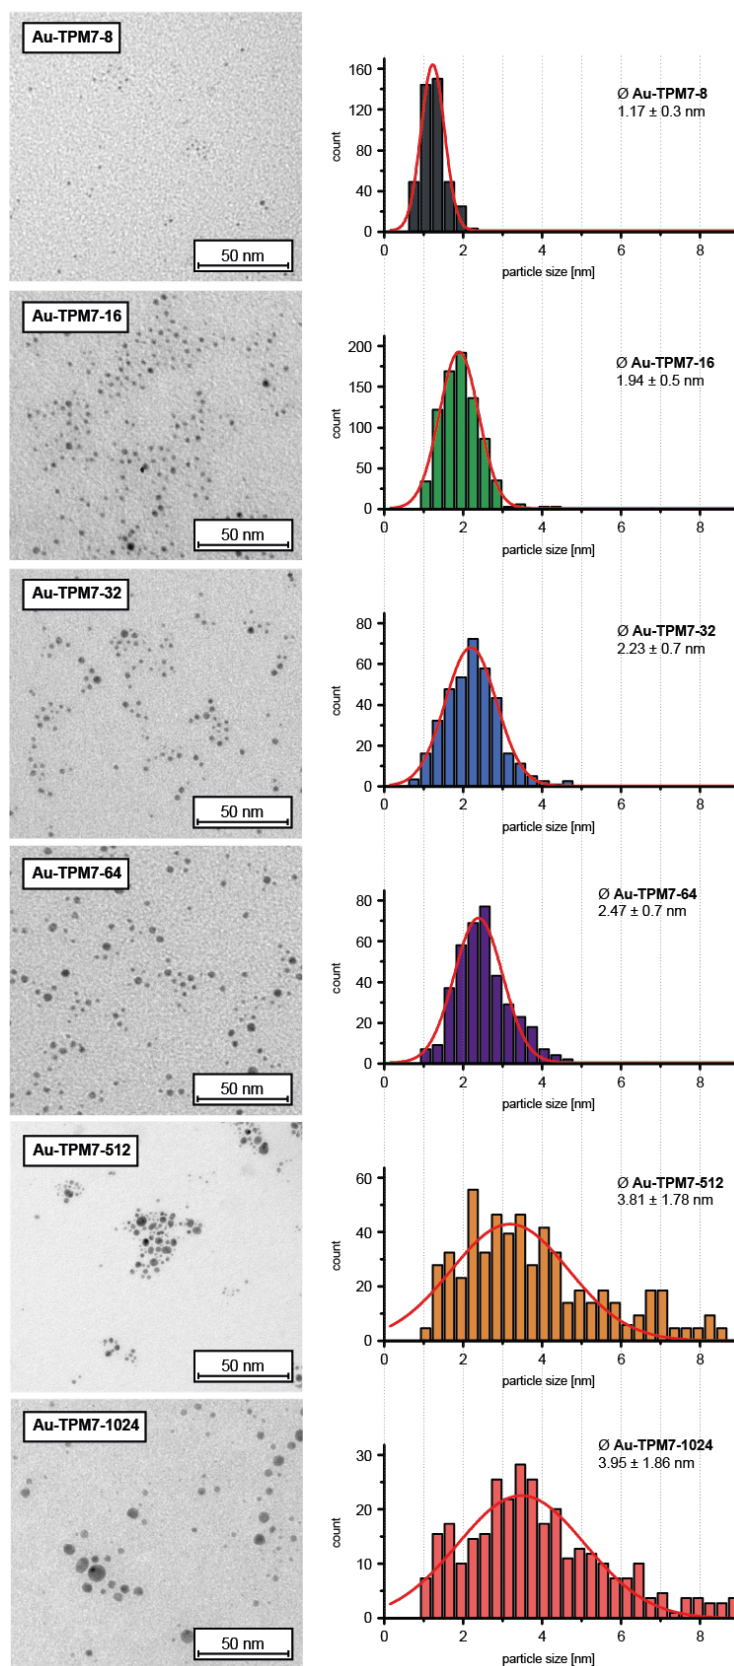 Au-TPM7-8
50 nm
Ø Au-TPM7-8
1.17 ± 0.3 nm
count
160
120
80
40
0
0 2 4 6 8
particle size [nm]
Au-TPM7-16
50 nm
Ø Au-TPM7-16
1.94 ± 0.5 nm
count
200
150
100
50
0
0 2 4 6 8
particle size [nm]
Au-TPM7-32
50 nm
Ø Au-TPM7-32
2.23 ± 0.7 nm
count
80
60
40
20
0
0 2 4 6 8
particle size [nm]
Au-TPM7-64
50 nm
Ø Au-TPM7-64
2.47 ± 0.7 nm
count
80
60
40
20
0
0 2 4 6 8
particle size [nm]
Au-TPM7-512
50 nm
Ø Au-TPM7-512
3.81 ± 1.78 nm
count
60
40
20
0
0 2 4 6 8
particle size [nm]
Au-TPM7-1024
50 nm
Ø Au-TPM7-1024
3.95 ± 1.86 nm
count
30
20
10
0
0 2 4 6 8
particle size [nm]